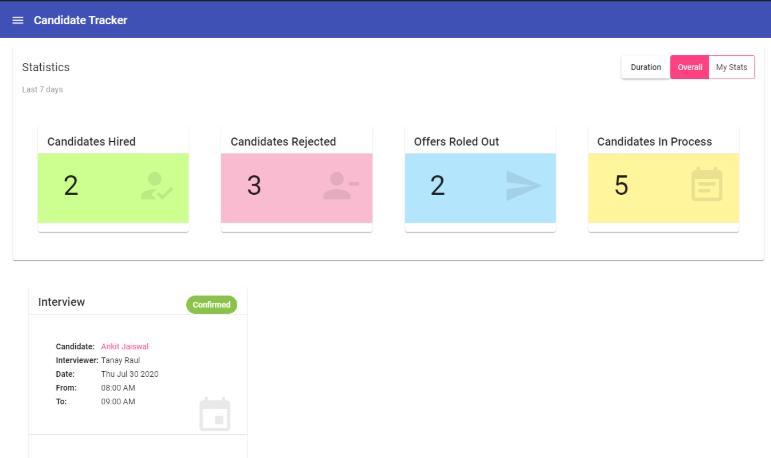 Candidate Tracker
Statistics
Duration Overall My Stats
Last 7 days
Candidates Hired Candidates Rejected Offers Roled Out Candidates In Process
2 3 2 5
Interview Confirmed
Candidate: Ankit Jaiswal
Interviewer: Tanay Raul
Date: Thu Jul 30 2020
From: 08:00 AM
To: 09:00 AM